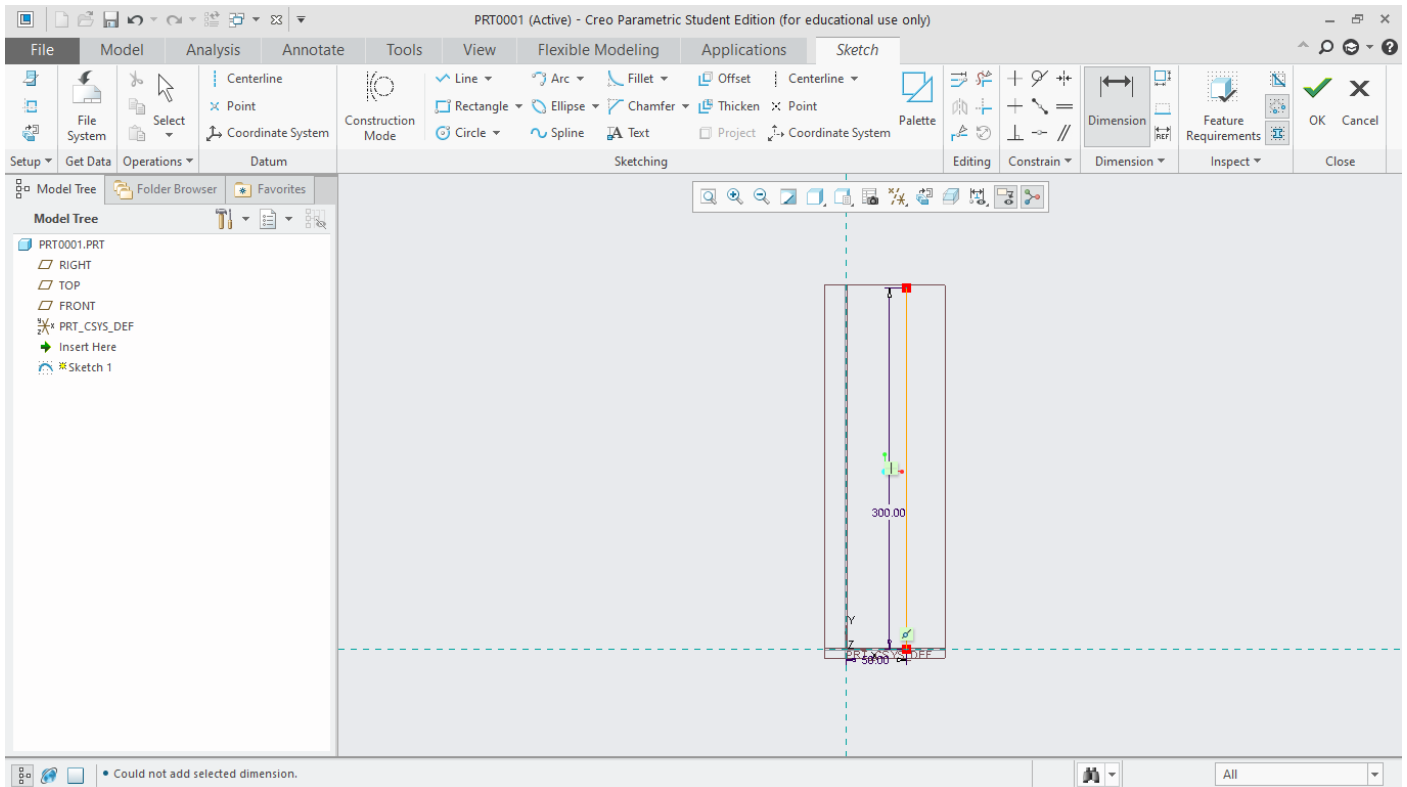 PRT0001 (Active) - Creo Parametric Student Edition (for educational use only)
File Model Analysis Annotate Tools View Flexible Modeling Applications Sketch
Centerline Line Arc Fillet Offset Centerline
Point Rectangle Ellipse Chamfer Thicken Point
File System Select Coordinate System Construction Mode Circle Spline Text Project Coordinate System Palette Dimension REF Feature Requirements OK Cancel
Setup Get Data Operations Datum Sketching Editing Constrain Dimension Inspect Close
Model Tree Folder Browser Favorites
Model Tree
PRT0001.PRT
RIGHT
TOP
FRONT
PRT_CSYS_DEF
Insert Here
Sketch 1
300.00
Y
Z
PRT_CSYS_DEF
50.00
Could not add selected dimension.
All